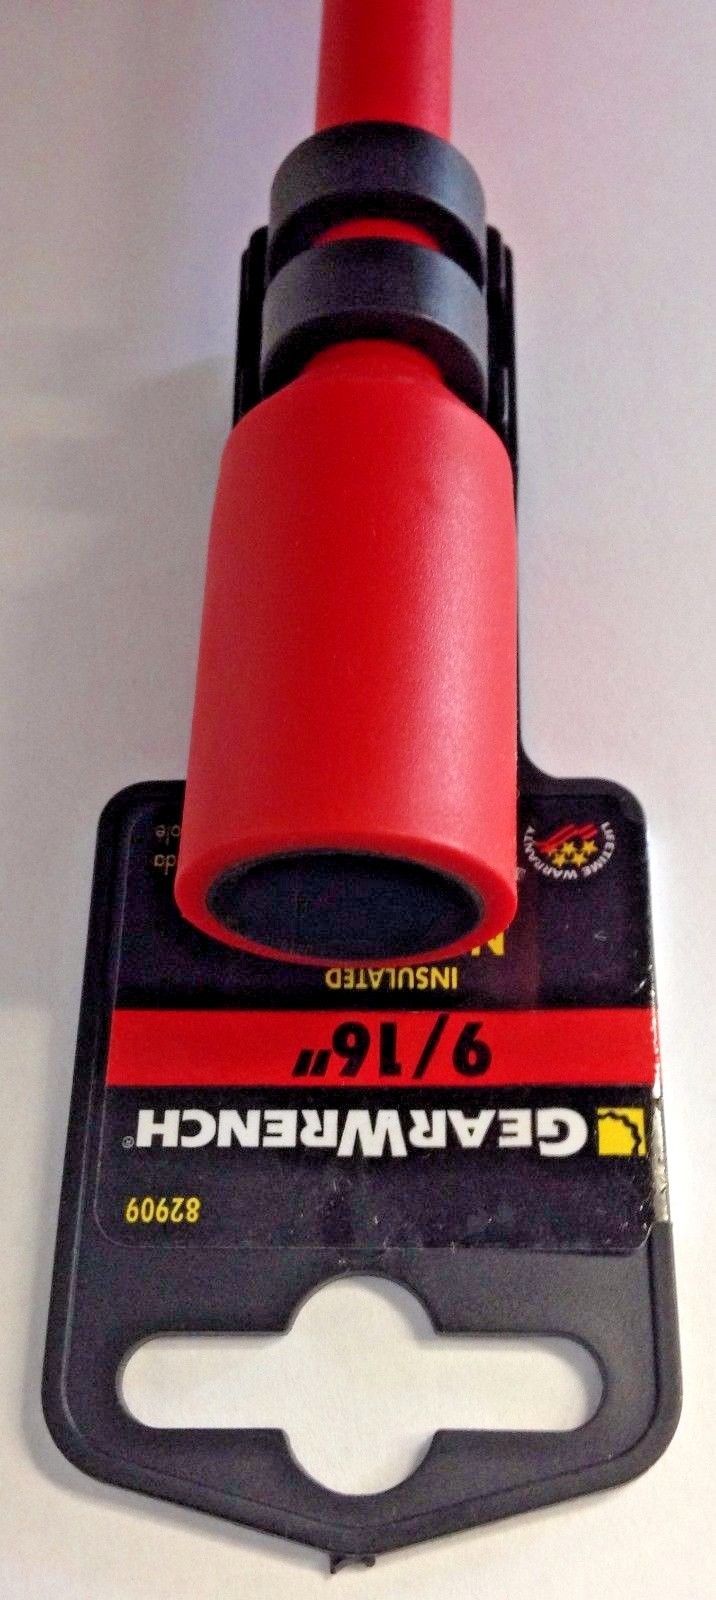 82909
GEARWRENCH®
9/16"
INSULATED
LIFETIME WARRANTY